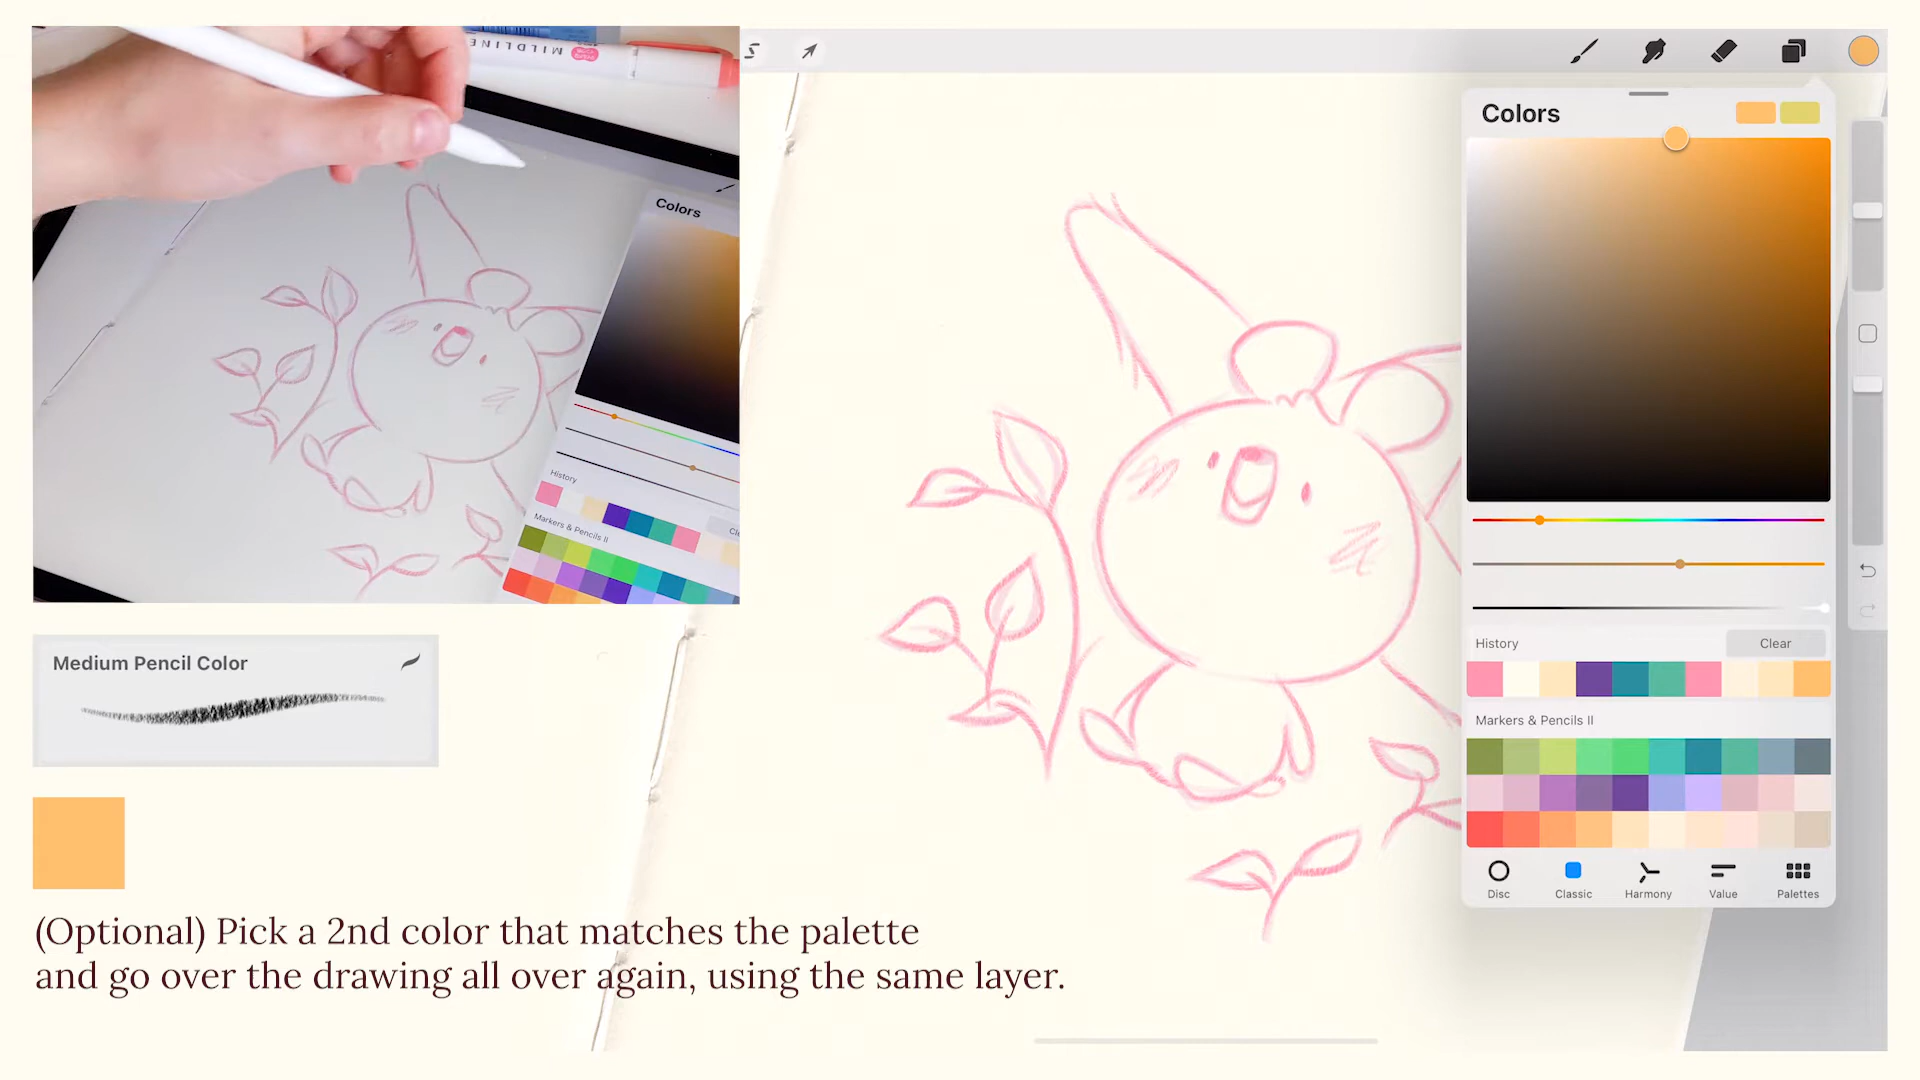 MILDLINE
Colors
History
Markers & Pencils II
Medium Pencil Color
(Optional) Pick a 2nd color that matches the palette
and go over the drawing all over again, using the same layer.
Colors
History
Clear
Markers & Pencils II
Disc
Classic
Harmony
Value
Palettes